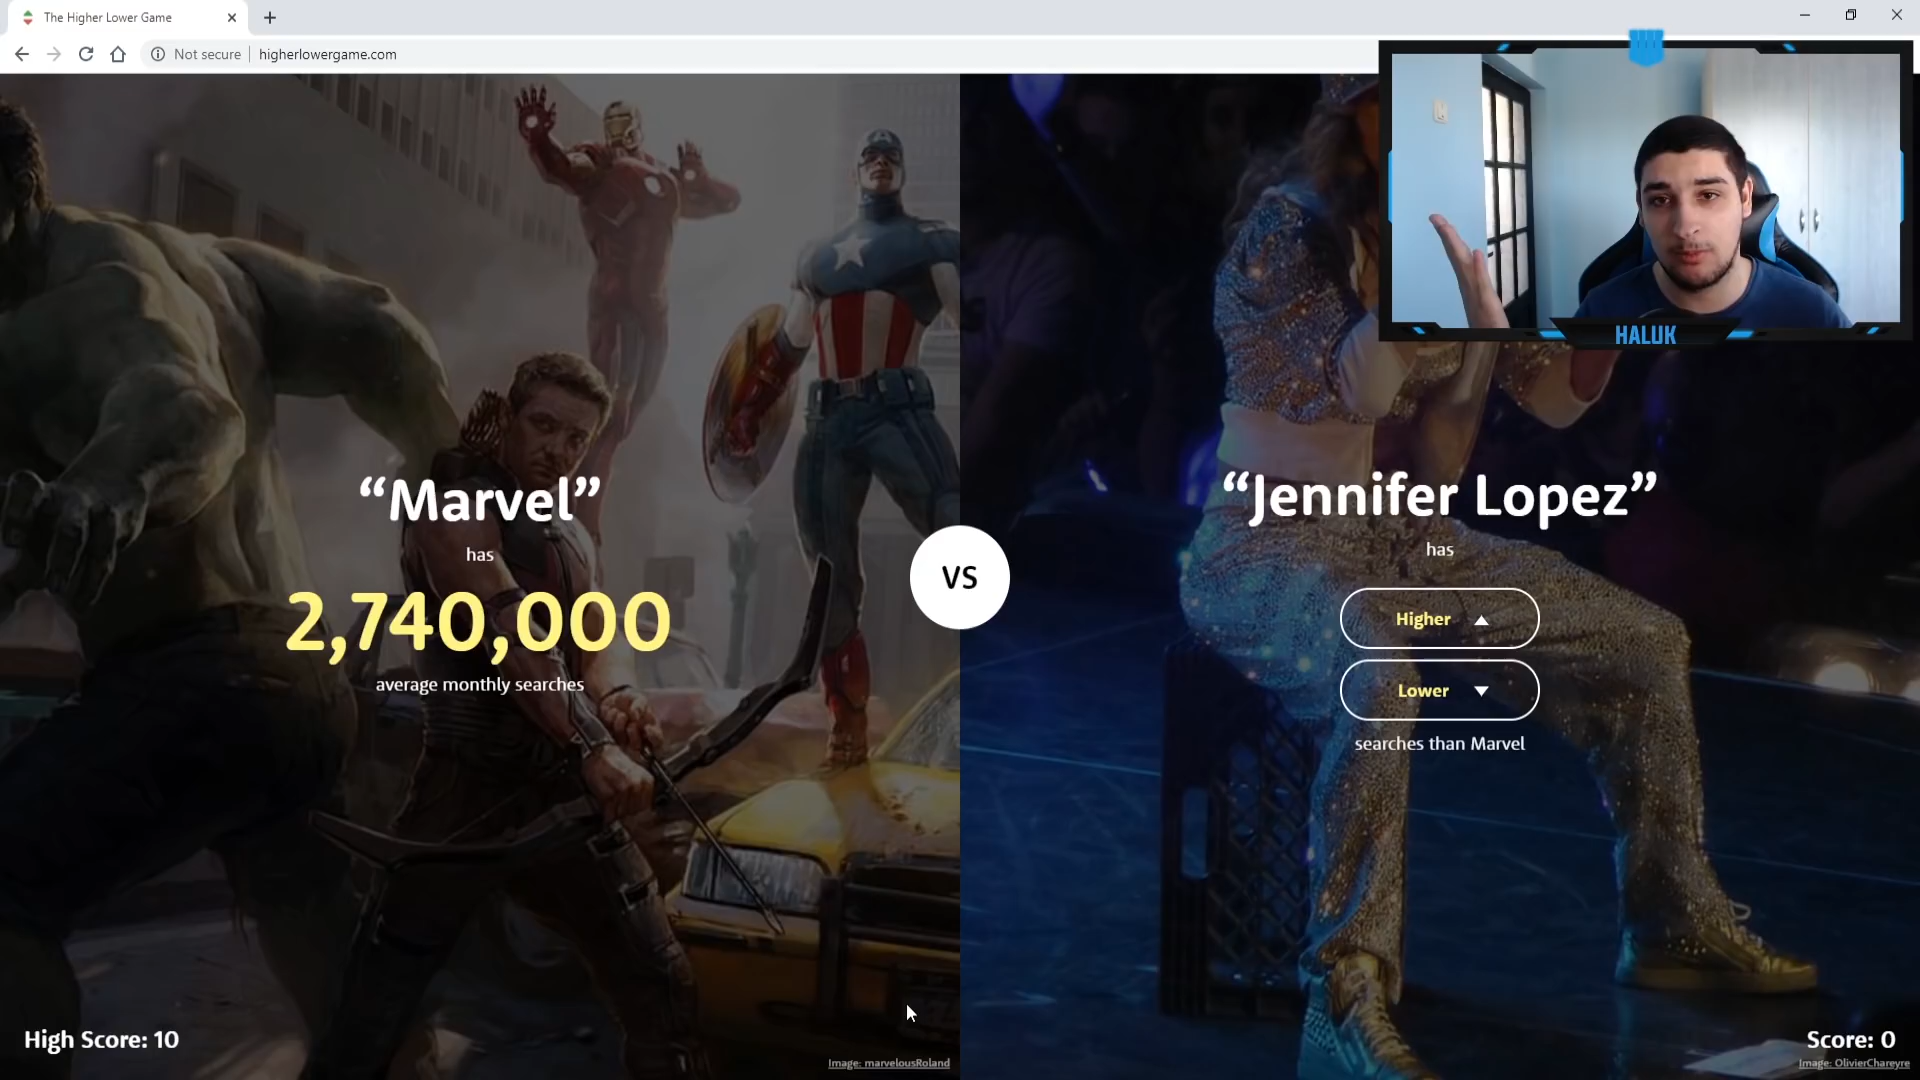 The Higher Lower Game
Not secure
higherlowergame.com
HALUK
“Marvel”
has
2,740,000
average monthly searches
VS
“Jennifer Lopez”
has
Higher ▲
Lower ▼
searches than Marvel
High Score: 10
Image: marvelousRoland
Score: 0
Image: OlivierChareyre